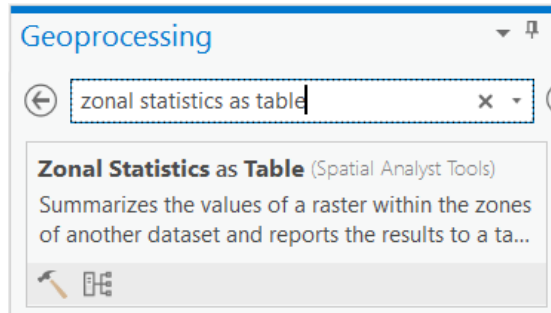 Geoprocessing
zonal statistics as table
Zonal Statistics as Table (Spatial Analyst Tools)
Summarizes the values of a raster within the zones
of another dataset and reports the results to a ta...